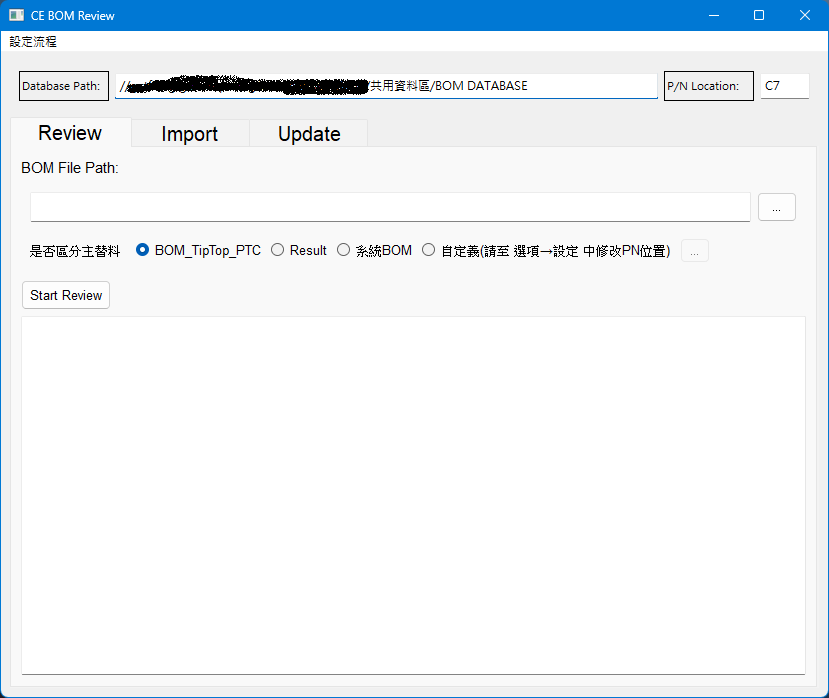 CE BOM Review
設定流程
Database Path: // /共用資料區/BOM DATABASE P/N Location: C7
Review Import Update
BOM File Path:
...
是否區分主替料 BOM_TipTop_PTC Result 系統BOM 自定義(請至 選項→設定 中修改PN位置) ...
Start Review